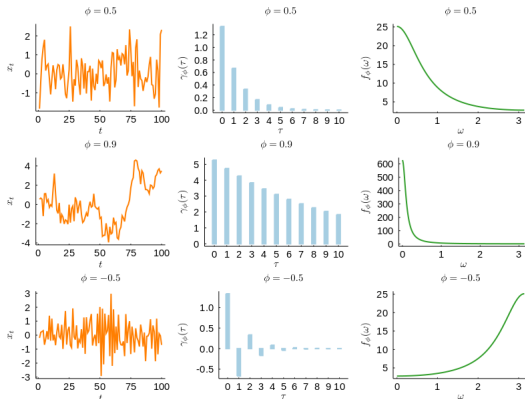 ϕ = 0.5 ϕ = 0.5 ϕ = 0.5
x_t 2 1 0 -1
0 25 50 75 100
t
γ_ϕ(τ) 1.2 1.0 0.8 0.6 0.4 0.2 0.0
0 1 2 3 4 5 6 7 8 9 10
τ
f_ϕ(ω) 25 20 15 10 5
0 1 2 3
ω
ϕ = 0.9 ϕ = 0.9 ϕ = 0.9
x_t 4 2 0 -2 -4
0 25 50 75 100
t
γ_ϕ(τ) 5 4 3 2 1 0
0 1 2 3 4 5 6 7 8 9 10
τ
f_ϕ(ω) 600 500 400 300 200 100 0
0 1 2 3
ω
ϕ = −0.5 ϕ = −0.5 ϕ = −0.5
x_t 3 2 1 0 -1 -2 -3
0 25 50 75 100
t
γ_ϕ(τ) 1.0 0.5 0.0 -0.5
0 1 2 3 4 5 6 7 8 9 10
τ
f_ϕ(ω) 25 20 15 10 5
0 1 2 3
ω